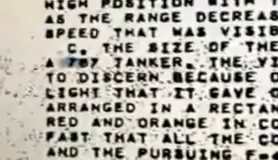 HIGH POSITION WITH
AS THE RANGE DECREAS
SPEED THAT WAS VISIB
C. THE SIZE OF THE
A 707 TANKER. THE VI
TO DISCERN BECAUSE
LIGHT THAT IT GAVE O
ARRANGED IN A RECTA
RED AND ORANGE IN CO
FAST THAT ALL THE CO
AND THE PURSUING F